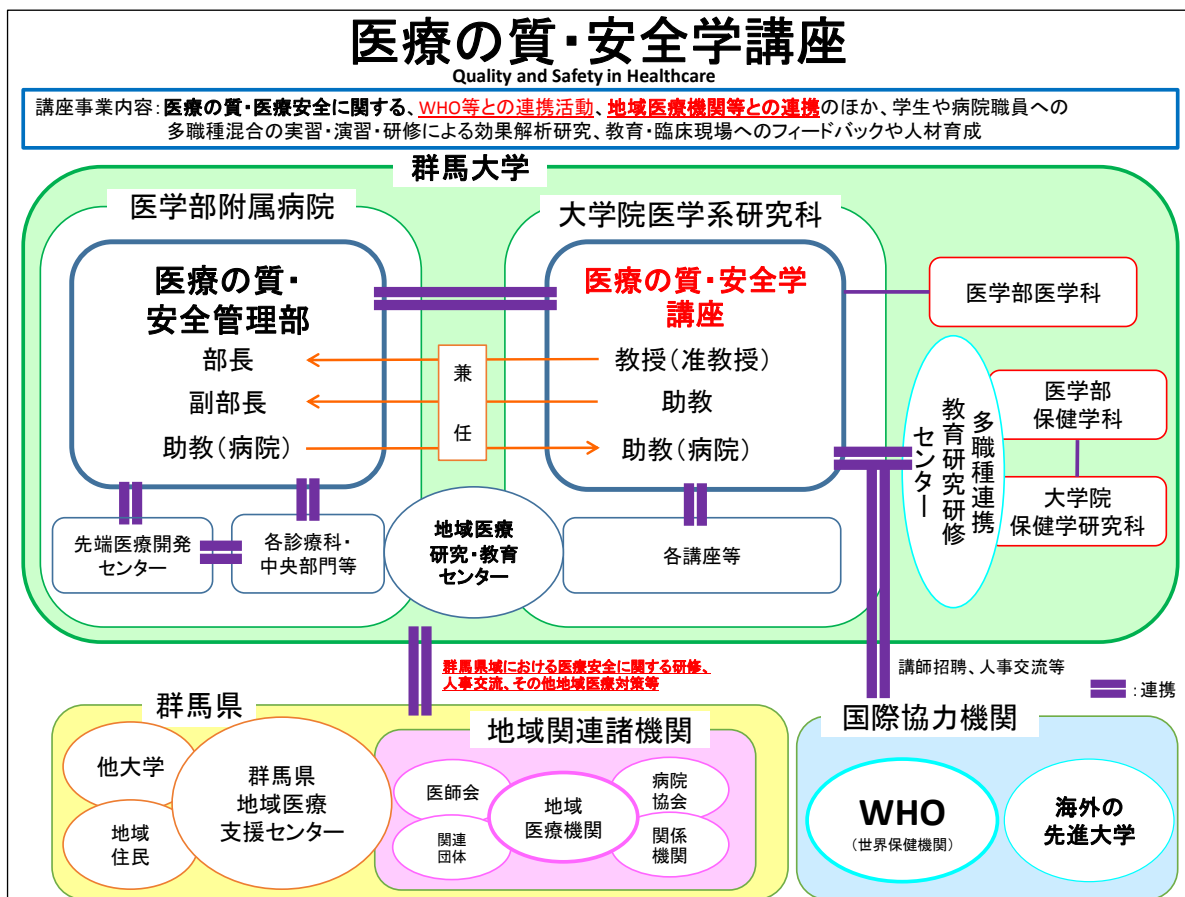 医療の質・安全学講座
Quality and Safety in Healthcare
講座事業内容：医療の質・医療安全に関する、WHO等との連携活動、地域医療機関等との連携のほか、学生や病院職員への
多職種混合の実習・演習・研修による効果解析研究、教育・臨床現場へのフィードバックや人材育成
群馬大学
医学部附属病院
医療の質・
安全管理部
部長
副部長
助教（病院）
兼
任
大学院医学系研究科
医療の質・安全学
講座
教授（准教授）
助教
助教（病院）
先端医療開発
センター
各診療科・
中央部門等
地域医療
研究・教育
センター
各講座等
医学部医学科
多職種連携
教育研究研修
センター
医学部
保健学科
大学院
保健学研究科
群馬県域における医療安全に関する研修、
人事交流、その他地域医療対策等
講師招聘、人事交流等
：連携
群馬県
他大学
地域
住民
群馬県
地域医療
支援センター
地域関連諸機関
医師会
関連
団体
地域
医療機関
病院
協会
関係
機関
国際協力機関
WHO
（世界保健機関）
海外の
先進大学